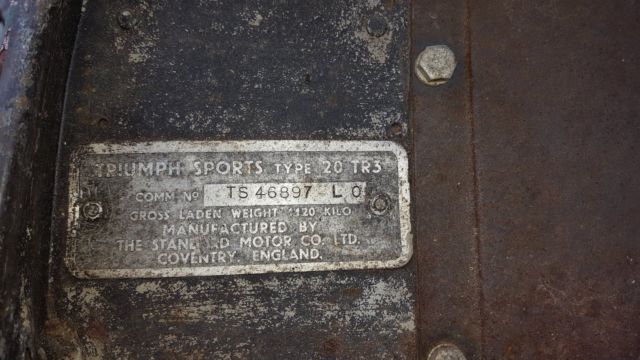 TRIUMPH SPORTS TYPE 20 TR3
COMM NO TS 46897 L O
GROSS LADEN WEIGHT 1120 KILO
MANUFACTURED BY
THE STANDARD MOTOR CO. LTD.
COVENTRY, ENGLAND.